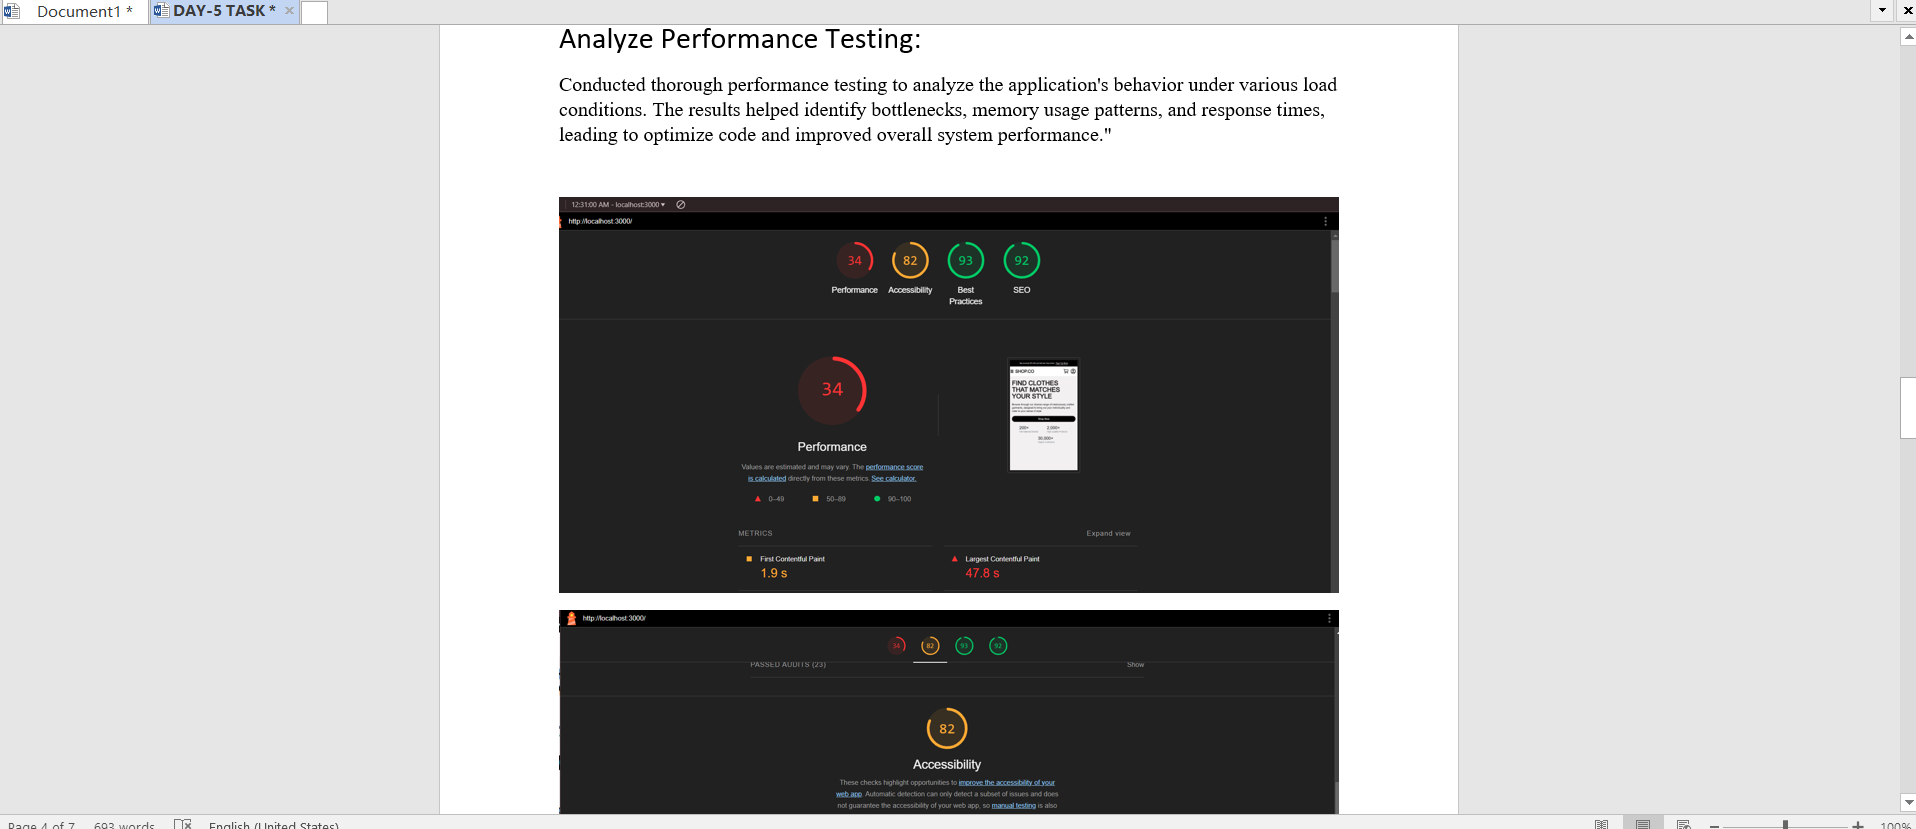 Document1 *
DAY-5 TASK *
Analyze Performance Testing:
Conducted thorough performance testing to analyze the application's behavior under various load
conditions. The results helped identify bottlenecks, memory usage patterns, and response times,
leading to optimize code and improved overall system performance."
12:31:00 AM - localhost:3000
http://localhost:3000/
34 82 93 92
Performance Accessibility Best Practices SEO
34
Performance
Values are estimated and may vary. The performance score
is calculated directly from these metrics. See calculator.
0–49 50–89 90–100
SHOP.CO
FIND CLOTHES
THAT MATCHES
YOUR STYLE
200+ 2,000+
30,000+
METRICS Expand view
First Contentful Paint Largest Contentful Paint
1.9 s 47.8 s
http://localhost:3000/
34 82 93 92
PASSED AUDITS (23) Show
82
Accessibility
These checks highlight opportunities to improve the accessibility of your
web app. Automatic detection can only detect a subset of issues and does
not guarantee the accessibility of your web app, so manual testing is also
Page 4 of 7 693 words English (United States) 100%